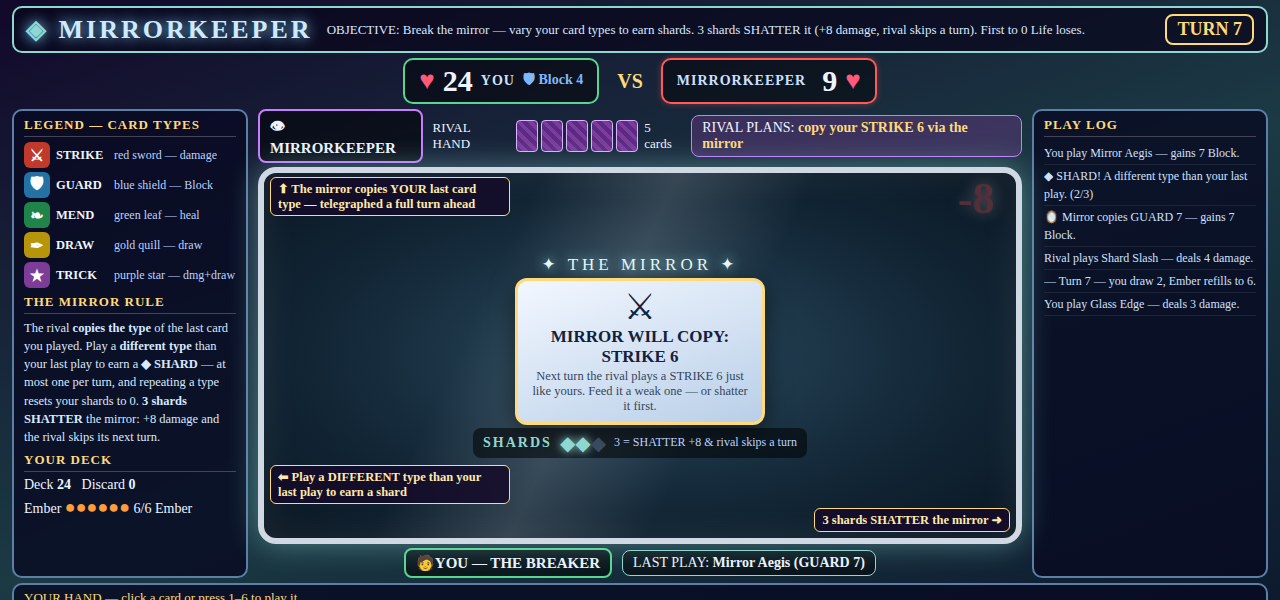 ◈ MIRRORKEEPER
OBJECTIVE: Break the mirror — vary your card types to earn shards. 3 shards SHATTER it (+8 damage, rival skips a turn). First to 0 Life loses.
TURN 7
♥ 24 YOU 🛡 Block 4
VS
MIRRORKEEPER 9 ♥
LEGEND — CARD TYPES
⚔ STRIKE red sword — damage
🛡 GUARD blue shield — Block
❧ MEND green leaf — heal
✒ DRAW gold quill — draw
★ TRICK purple star — dmg+draw
THE MIRROR RULE
The rival copies the type of the last card
you played. Play a different type than
your last play to earn a ◆ SHARD — at
most one per turn, and repeating a type
resets your shards to 0. 3 shards
SHATTER the mirror: +8 damage and
the rival skips its next turn.
YOUR DECK
Deck 24 Discard 0
Ember ●●●●●● 6/6 Ember
👁
MIRRORKEEPER
RIVAL
HAND
5
cards
RIVAL PLANS: copy your STRIKE 6 via the
mirror
⬆ The mirror copies YOUR last card
type — telegraphed a full turn ahead
-8
✦ THE MIRROR ✦
⚔
MIRROR WILL COPY:
STRIKE 6
Next turn the rival plays a STRIKE 6 just
like yours. Feed it a weak one — or shatter
it first.
SHARDS ◆◆◆ 3 = SHATTER +8 & rival skips a turn
⬅ Play a DIFFERENT type than your
last play to earn a shard
3 shards SHATTER the mirror ➜
🧑YOU — THE BREAKER
LAST PLAY: Mirror Aegis (GUARD 7)
PLAY LOG
You play Mirror Aegis — gains 7 Block.
◆ SHARD! A different type than your last
play. (2/3)
🪞 Mirror copies GUARD 7 — gains 7
Block.
Rival plays Shard Slash — deals 4 damage.
— Turn 7 — you draw 2, Ember refills to 6.
You play Glass Edge — deals 3 damage.
YOUR HAND — click a card or press 1–6 to play it